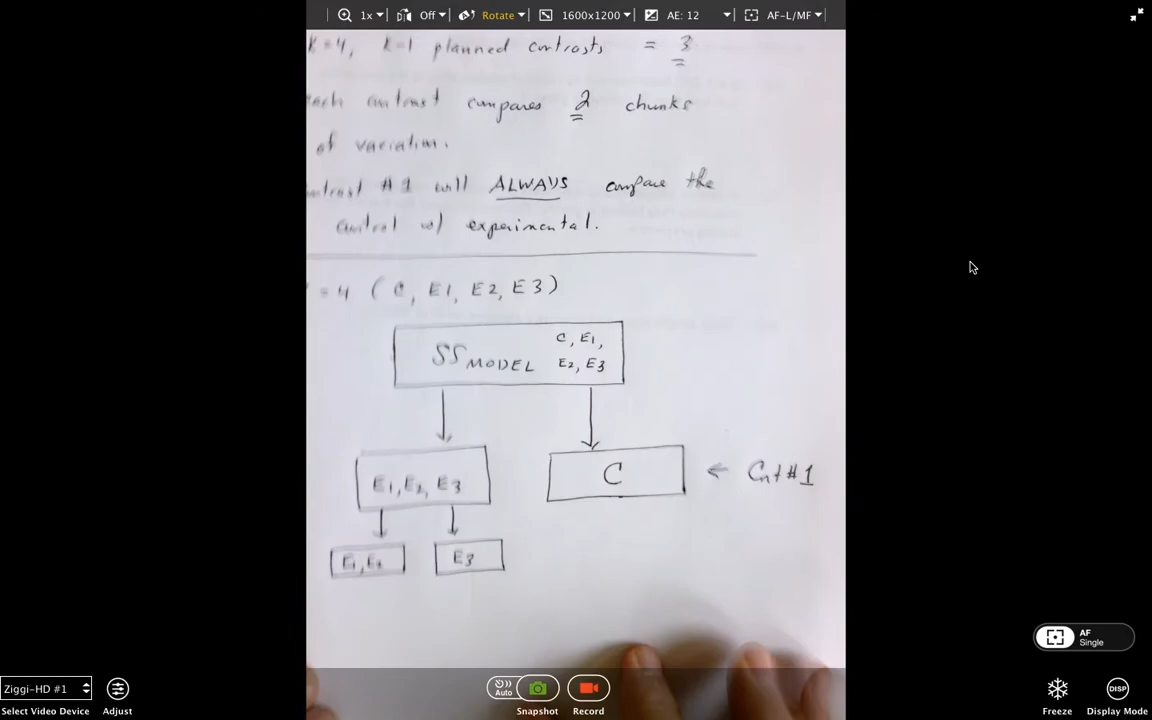 1x Off Rotate 1600x1200 AE: 12 AF-L/MF
K=4, K-1 planned contrasts = 3
each contrast compares 2 chunks
of variation.
contrast #1 will ALWAYS compare the
control w/ experimental.
= 4 (C, E1, E2, E3)
SS MODEL C, E1,
E2, E3
E1, E2, E3
C
← Cnt #1
E1, E2
E3
AF
Single
Ziggi-HD #1
Auto
Select Video Device
Adjust
Snapshot
Record
Freeze
DISP
Display Mode